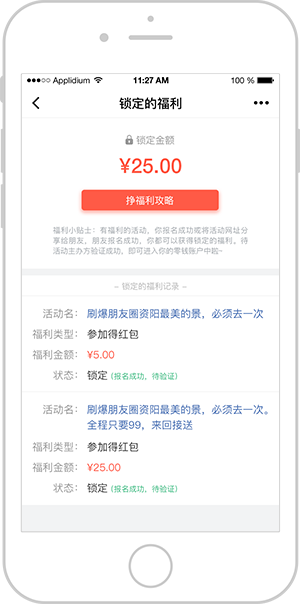 Applidium 11:27 AM 100 %
锁定的福利
锁定金额
¥25.00
挣福利攻略
福利小贴士：有福利的活动，你报名成功或将活动网址分
享给朋友，朋友报名成功，你都可以获得锁定的福利。待
活动主办方验证成功，即可进入你的零钱账户中啦~
- 锁定的福利记录 -
活动名： 刷爆朋友圈资阳最美的景，必须去一次
福利类型： 参加得红包
福利金额： ¥5.00
状态： 锁定 (报名成功，待验证)
活动名： 刷爆朋友圈资阳最美的景，必须去一次。
全程只要99，来回接送
福利类型： 参加得红包
福利金额： ¥25.00
状态： 锁定 (报名成功，待验证)